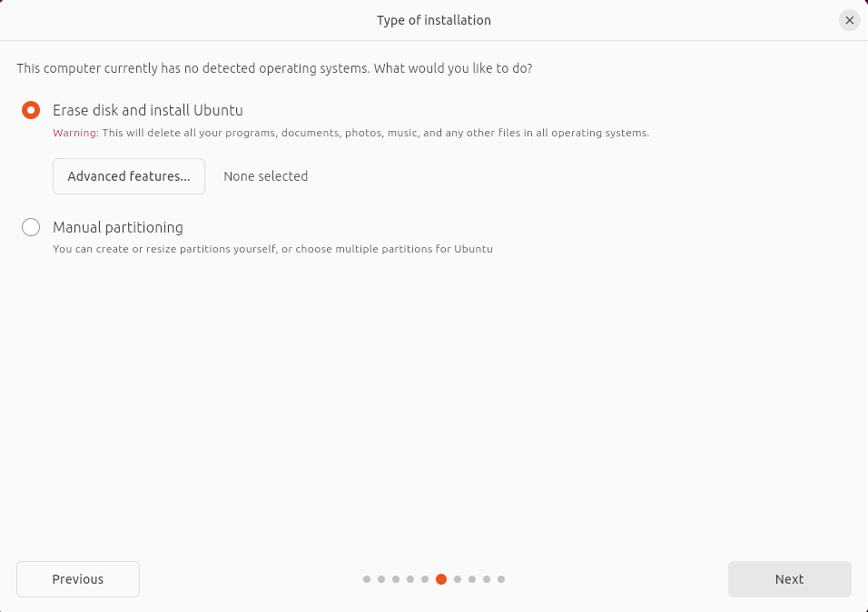 Type of installation
This computer currently has no detected operating systems. What would you like to do?
Erase disk and install Ubuntu
Warning: This will delete all your programs, documents, photos, music, and any other files in all operating systems.
Advanced features... None selected
Manual partitioning
You can create or resize partitions yourself, or choose multiple partitions for Ubuntu
Previous Next